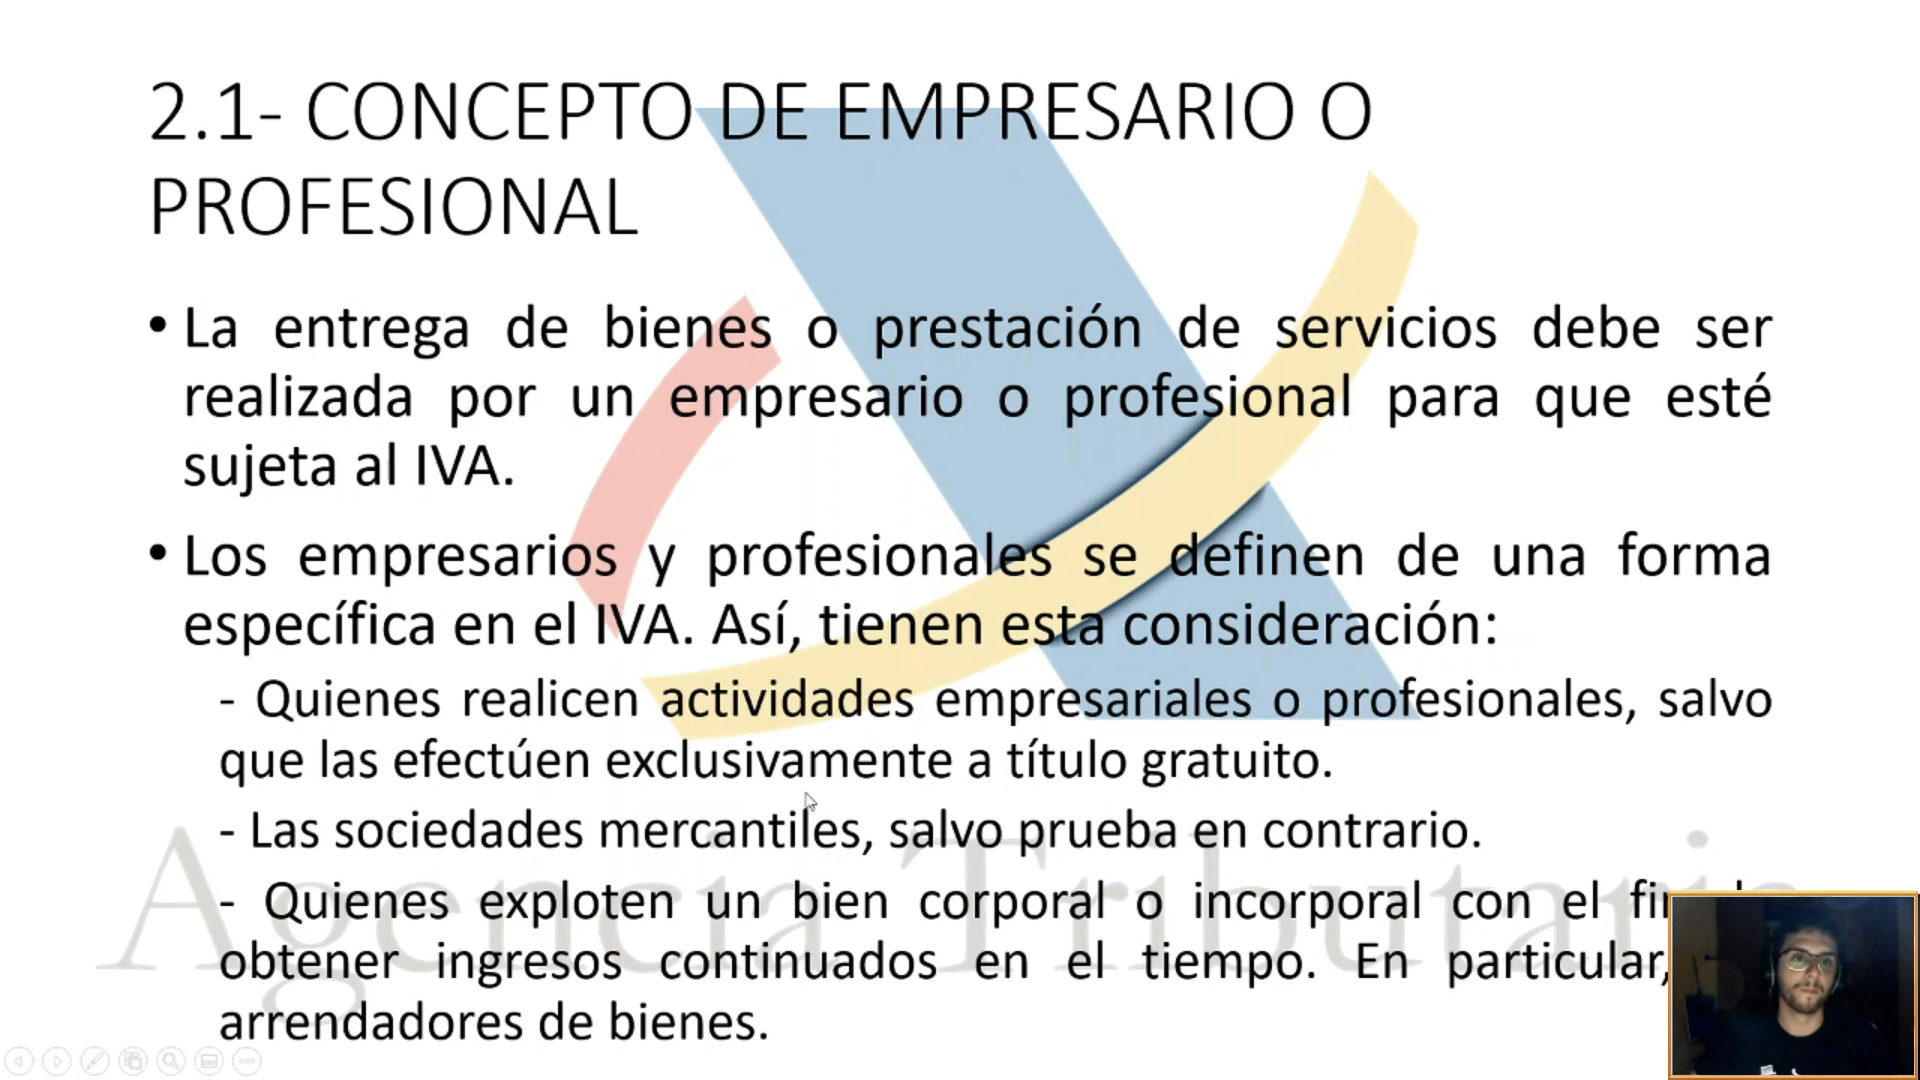 2.1- CONCEPTO DE EMPRESARIO O
PROFESIONAL
• La entrega de bienes o prestación de servicios debe ser
realizada por un empresario o profesional para que esté
sujeta al IVA.
• Los empresarios y profesionales se definen de una forma
específica en el IVA. Así, tienen esta consideración:
- Quienes realicen actividades empresariales o profesionales, salvo
que las efectúen exclusivamente a título gratuito.
- Las sociedades mercantiles, salvo prueba en contrario.
- Quienes exploten un bien corporal o incorporal con el
obtener ingresos continuados en el tiempo. En particular,
arrendadores de bienes.
Agencia Tributaria